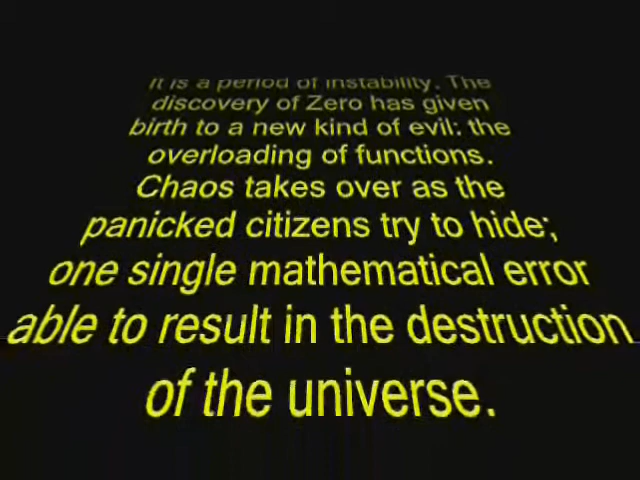 It is a period of instability. The
discovery of Zero has given
birth to a new kind of evil: the
overloading of functions.
Chaos takes over as the
panicked citizens try to hide;
one single mathematical error
able to result in the destruction
of the universe.